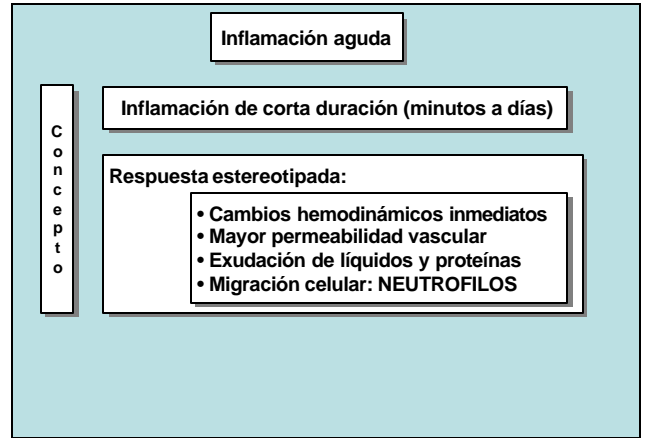 Inflamación aguda
Concepto
Inflamación de corta duración (minutos a días)
Respuesta estereotipada:
• Cambios hemodinámicos inmediatos
• Mayor permeabilidad vascular
• Exudación de líquidos y proteínas
• Migración celular: NEUTROFILOS